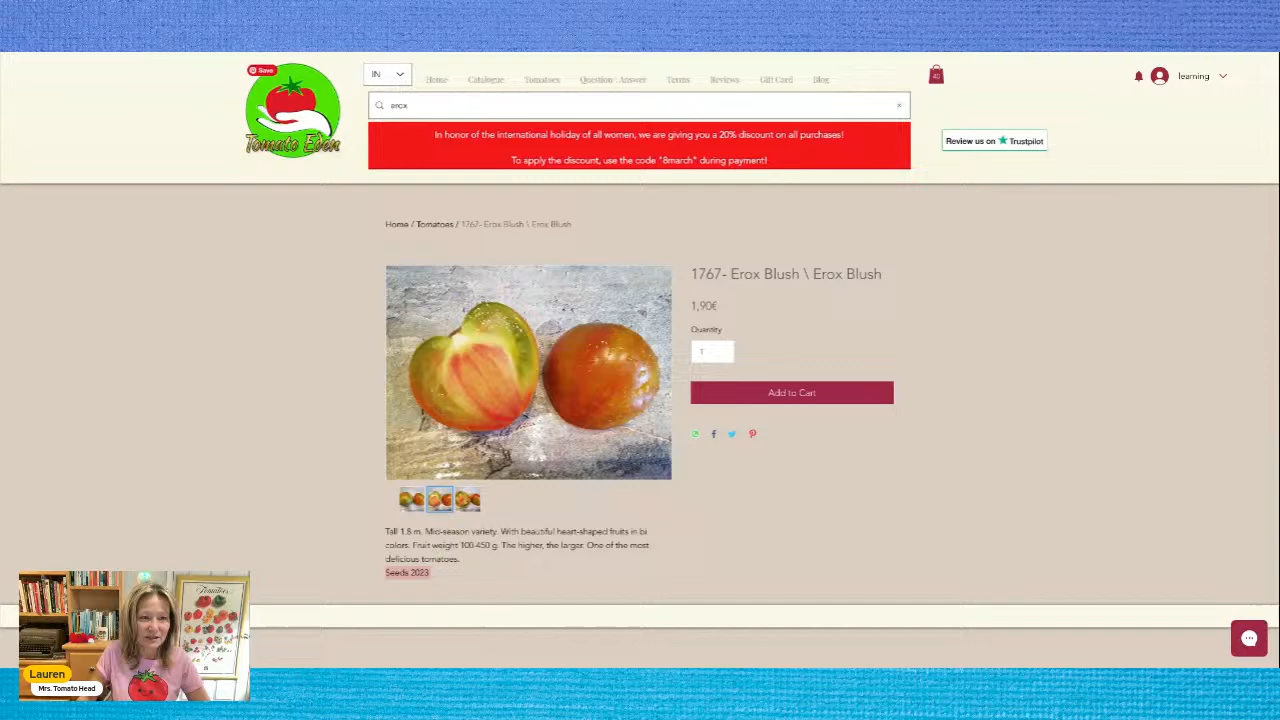 Save
Tomato Eden
IN
Home Catalogue Tomatoes Question : Answer Terms Reviews Gift Card Blog
40
learning
erox
×
In honor of the international holiday of all women, we are giving you a 20% discount on all purchases!
To apply the discount, use the code "8march" during payment!
Review us on Trustpilot
Home / Tomatoes / 1767- Erox Blush \ Erox Blush
1767- Erox Blush \ Erox Blush
1,90€
Quantity
1
Add to Cart
Tall 1.8 m. Mid-season variety. With beautiful heart-shaped fruits in bi
colors. Fruit weight 100-450 g. The higher, the larger. One of the most
delicious tomatoes.
Seeds 2023
Tomatoes
Lauren
Mrs. Tomato Head